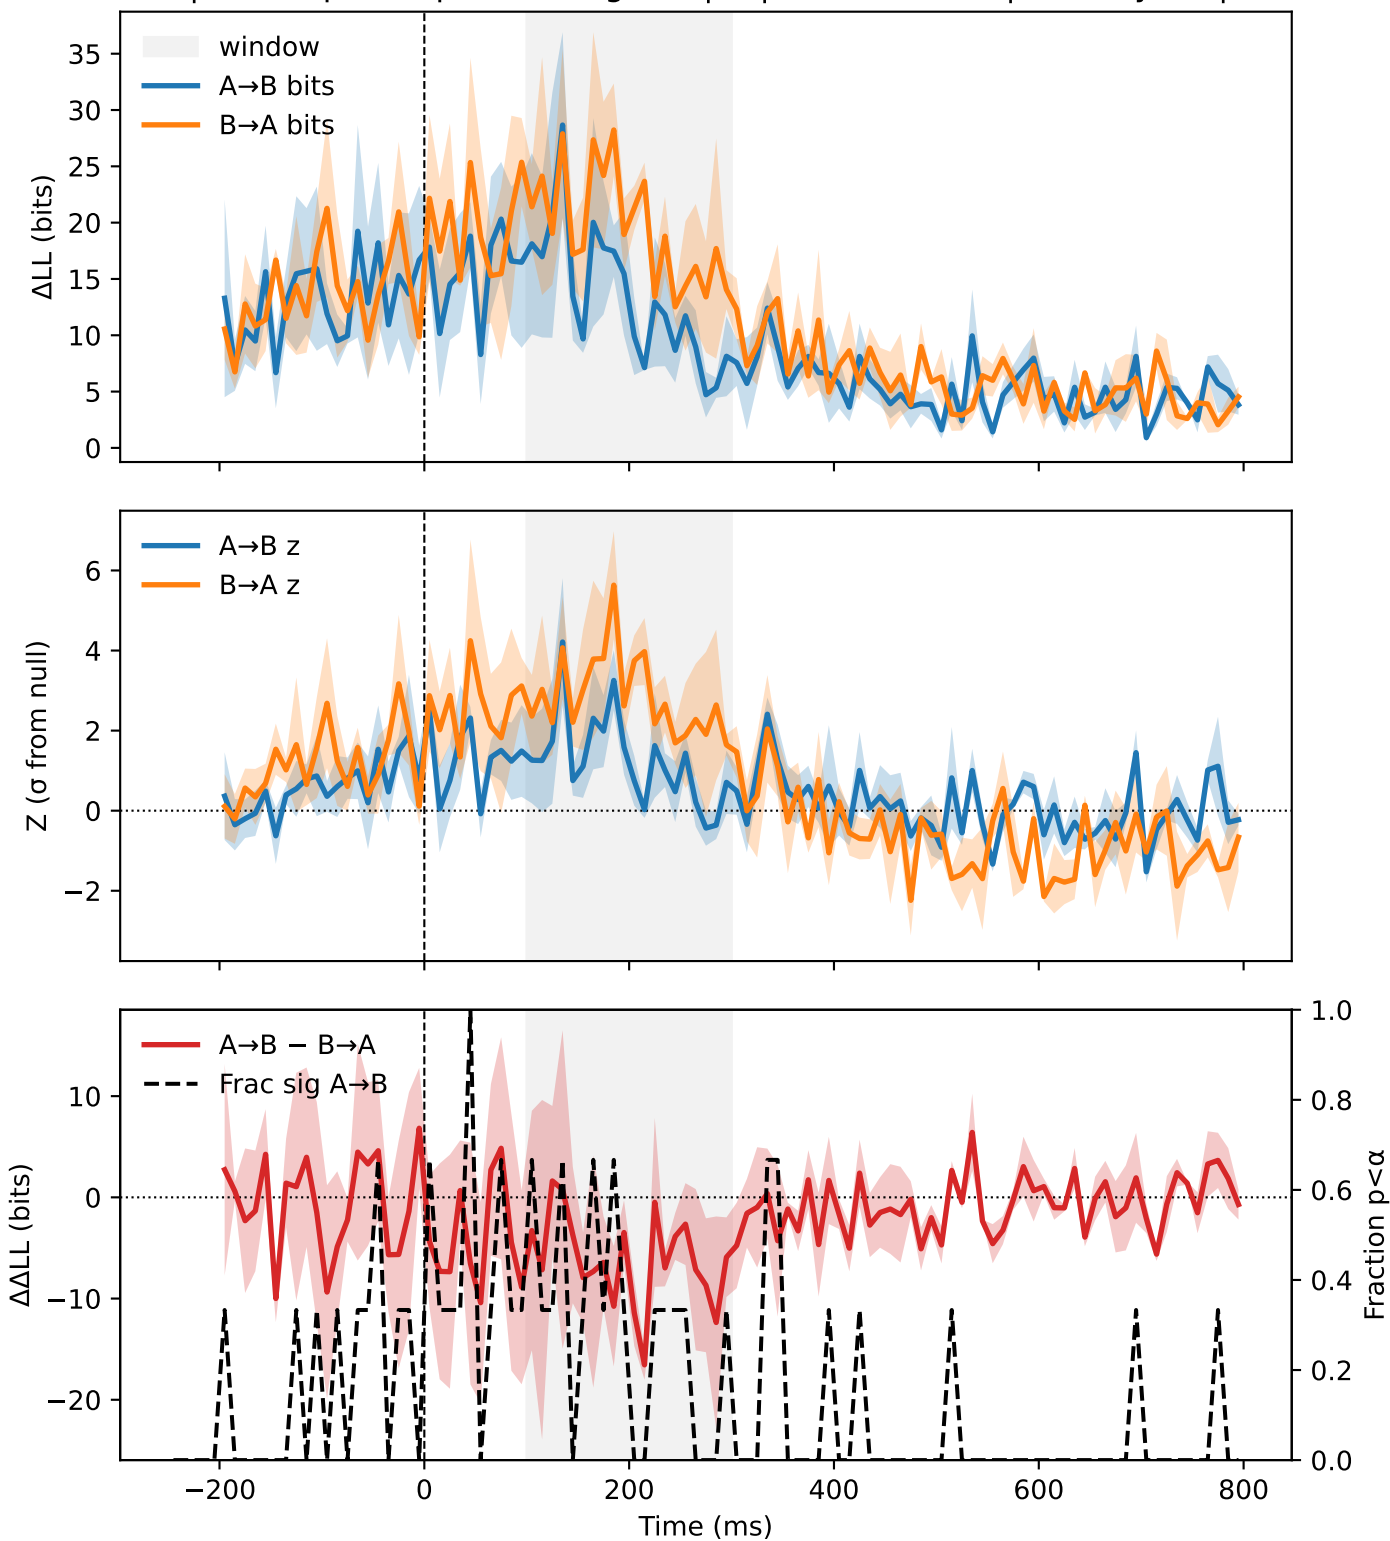 35
30
25
20
15
10
5
0
ΔLL (bits)
window
A→B bits
B→A bits
6
4
2
0
−2
Z (σ from null)
A→B z
B→A z
10
0
−10
−20
ΔΔLL (bits)
A→B − B→A
Frac sig A→B
1.0
0.8
0.6
0.4
0.2
0.0
Fraction p<α
−200 0 200 400 600 800
Time (ms)